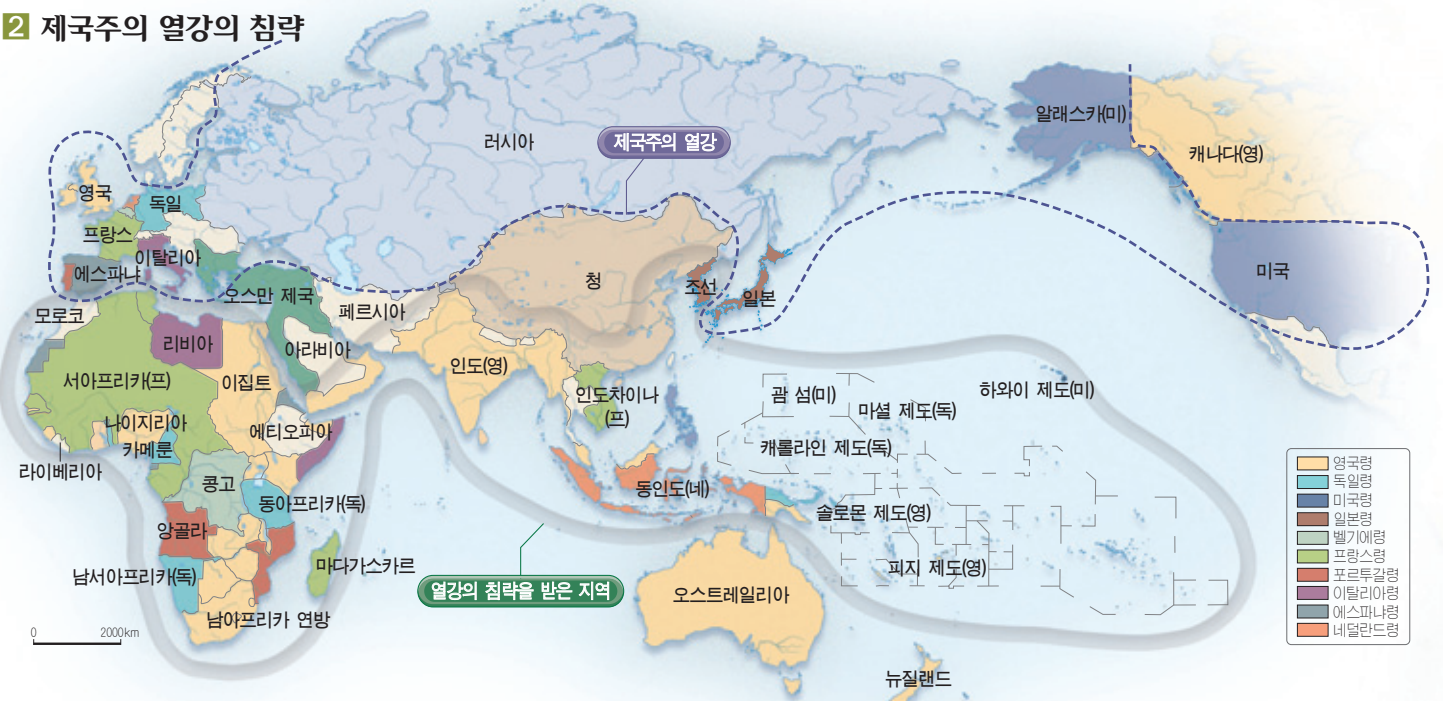 2 제국주의 열강의 침략
러시아
제국주의 열강
알래스카(미)
캐나다(영)
영국
독일
프랑스
이탈리아
에스파냐
오스만 제국
청
조선
일본
미국
모로코
페르시아
리비아
아라비아
서아프리카(프)
이집트
인도(영)
인도차이나
(프)
괌 섬(미)
하와이 제도(미)
마셜 제도(독)
나이지리아
에티오피아
카메룬
캐롤라인 제도(독)
라이베리아
콩고
동아프리카(독)
동인도(네)
솔로몬 제도(영)
앙골라
마다가스카르
피지 제도(영)
남서아프리카(독)
열강의 침략을 받은 지역
오스트레일리아
남아프리카 연방
뉴질랜드
0 2000km
영국령
독일령
미국령
일본령
벨기에령
프랑스령
포르투갈령
이탈리아령
에스파냐령
네덜란드령